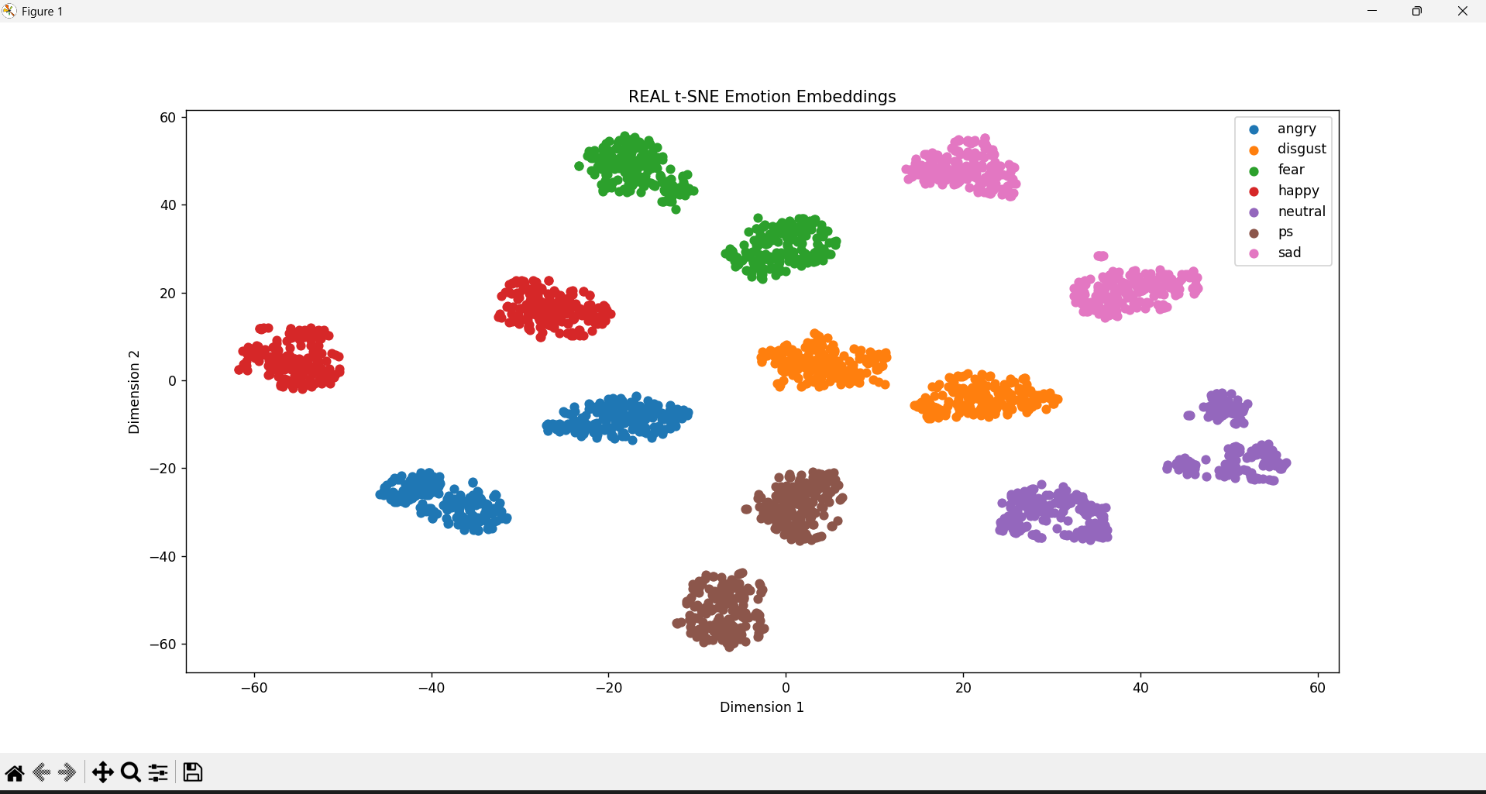 Figure 1
REAL t-SNE Emotion Embeddings
60
40
20
0
−20
−40
−60
Dimension 2
angry
disgust
fear
happy
neutral
ps
sad
−60
−40
−20
0
20
40
60
Dimension 1